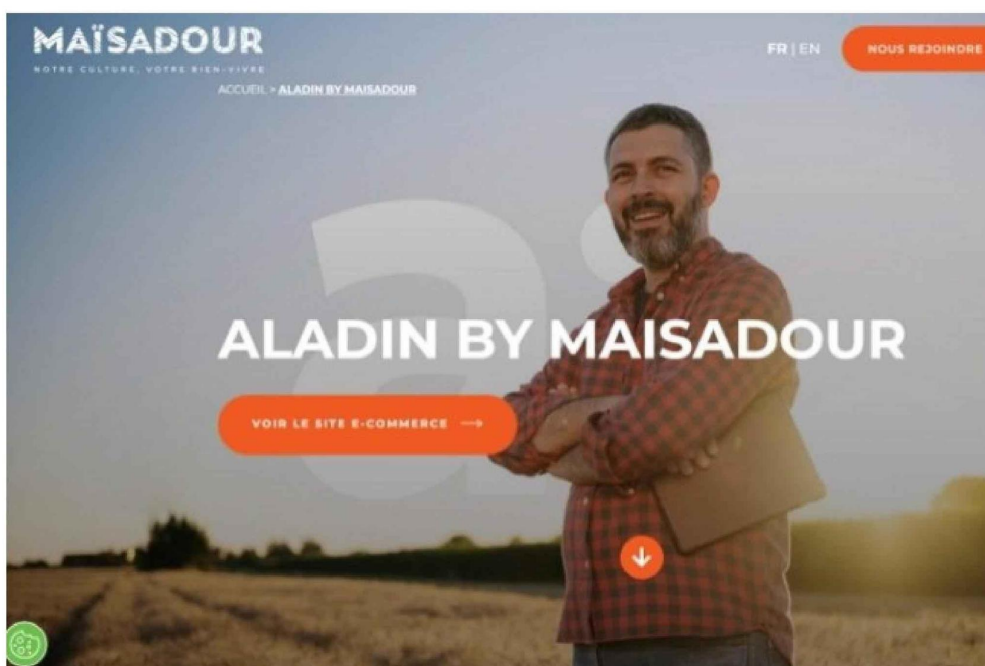 MAÏSADOUR
NOTRE CULTURE, VOTRE BIEN-VIVRE
FR | EN
NOUS REJOINDRE
ACCUEIL > ALADIN BY MAISADOUR
a
ALADIN BY MAISADOUR
VOIR LE SITE E-COMMERCE